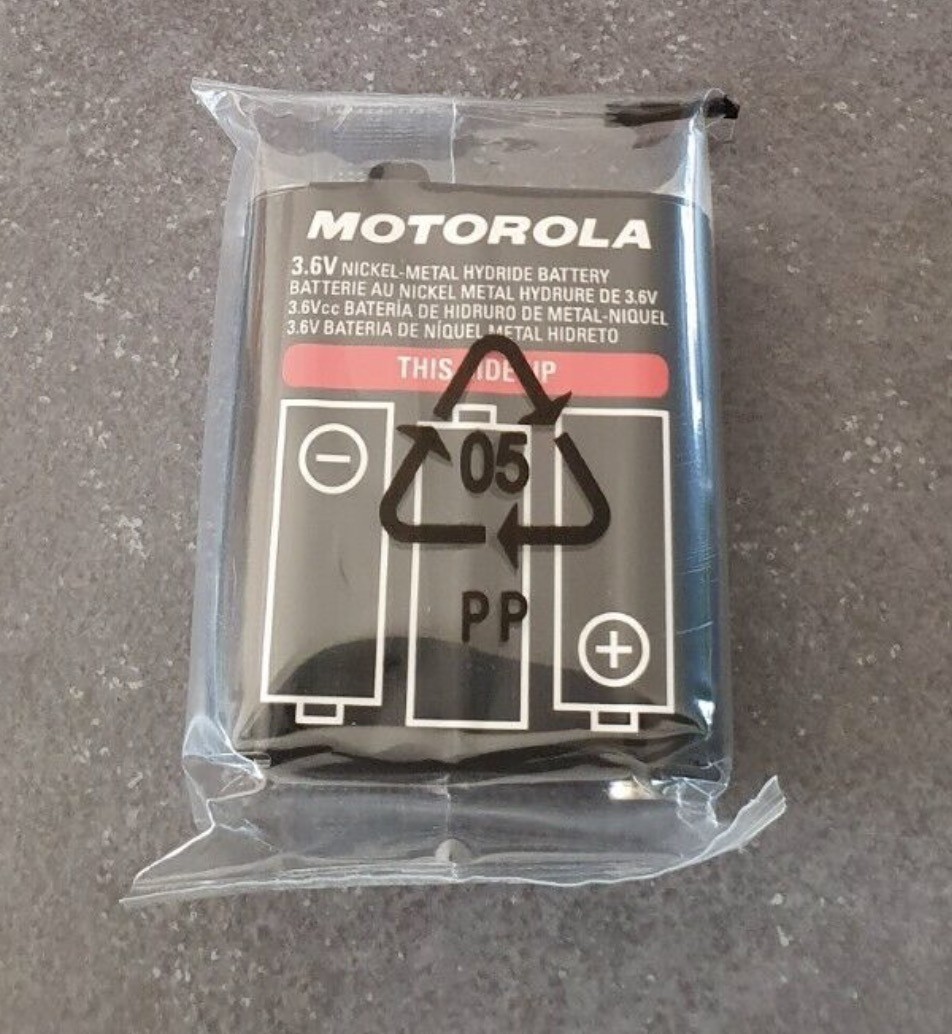 MOTOROLA
3.6V NICKEL-METAL HYDRIDE BATTERY
BATTERIE AU NICKEL METAL HYDRURE DE 3.6V
3.6Vcc BATERÍA DE HIDRURO DE METAL-NIQUEL
3.6V BATERIA DE NÍQUEL METAL HIDRETO
THIS SIDE UP
05
PP